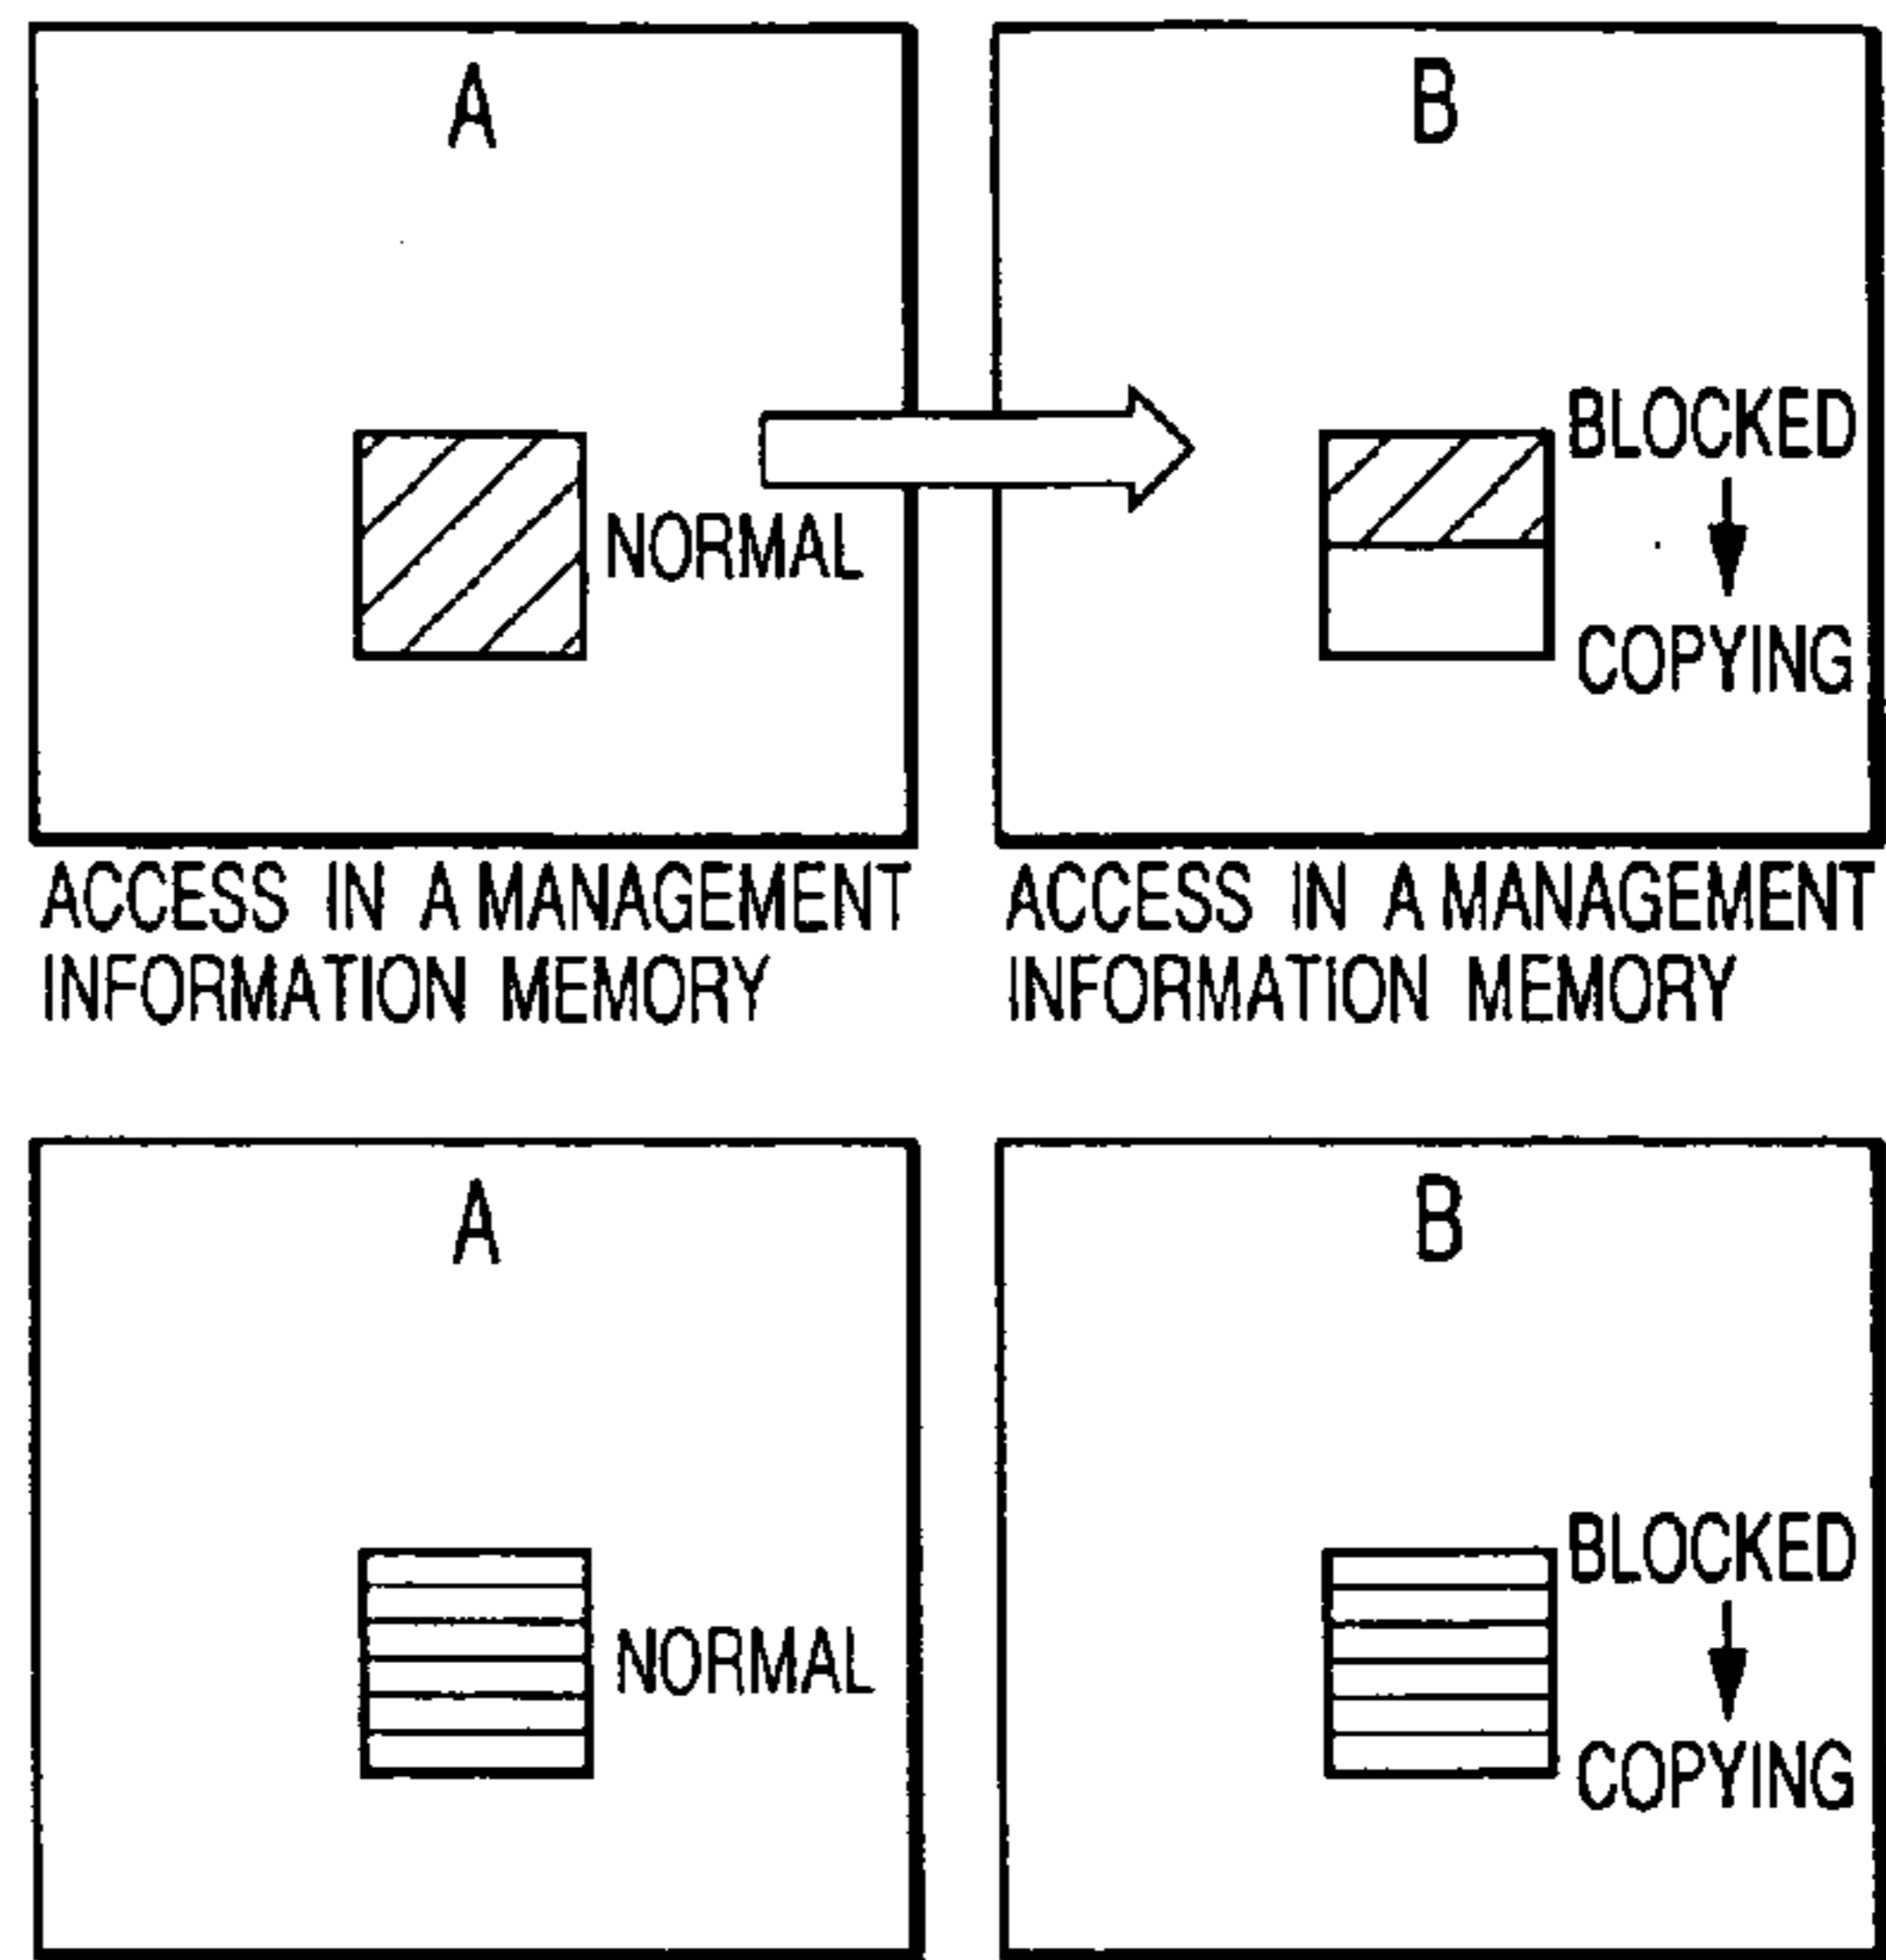 A
B
BLOCKED
NORMAL
COPYING
ACCESS IN A MANAGEMENT
INFORMATION MEMORY
ACCESS IN A MANAGEMENT
INFORMATION MEMORY
A
B
BLOCKED
NORMAL
COPYING